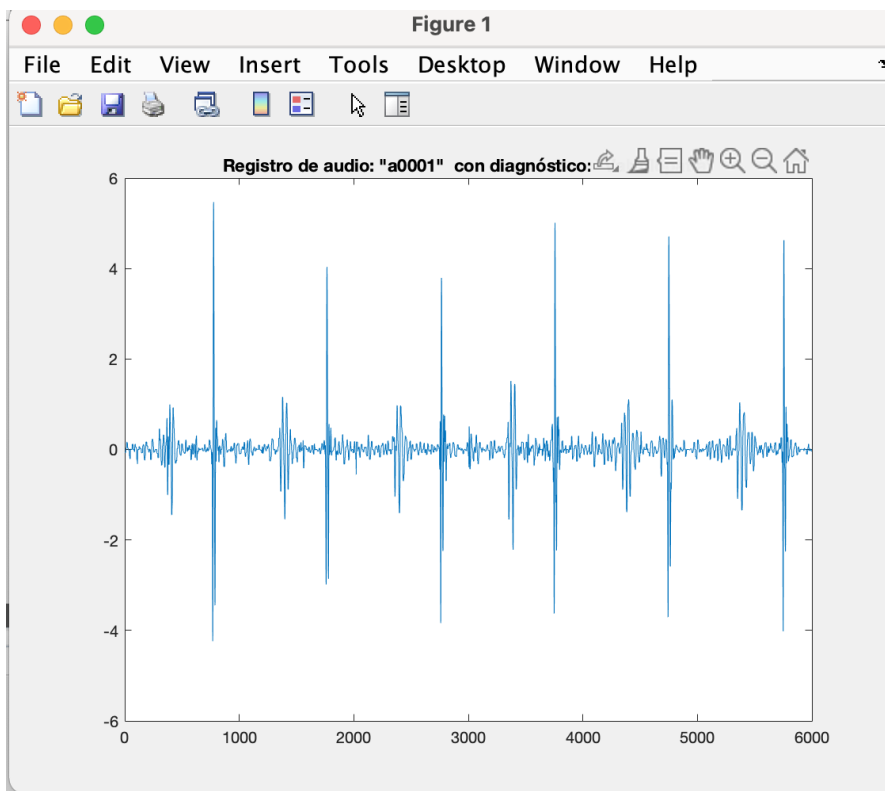 Figure 1
File Edit View Insert Tools Desktop Window Help
Registro de audio: "a0001" con diagnóstico:
6
4
2
0
-2
-4
-6
0 1000 2000 3000 4000 5000 6000